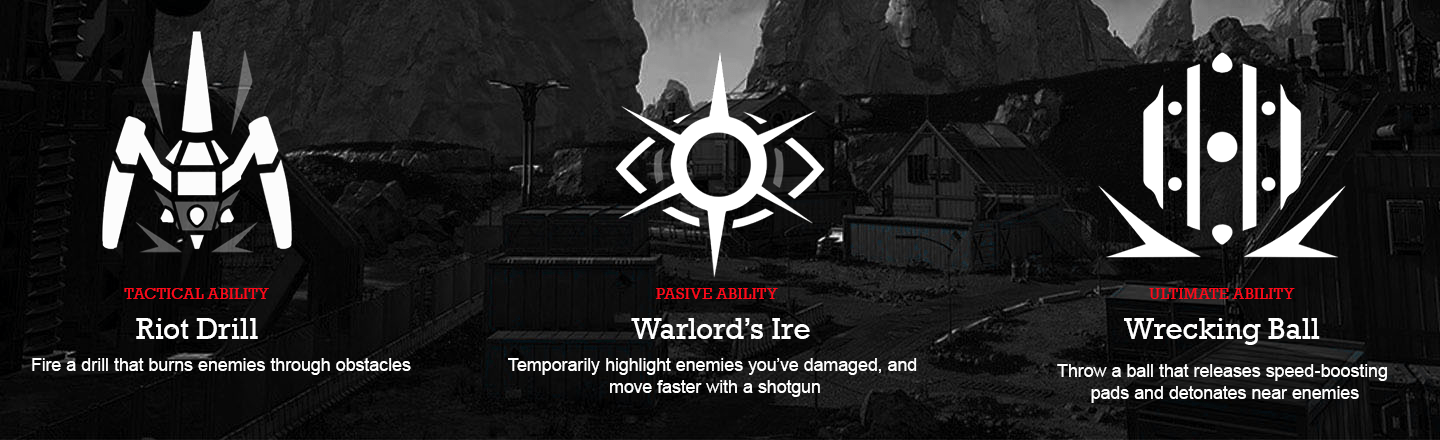 TACTICAL ABILITY
Riot Drill
Fire a drill that burns enemies through obstacles
PASIVE ABILITY
Warlord’s Ire
Temporarily highlight enemies you’ve damaged, and
move faster with a shotgun
ULTIMATE ABILITY
Wrecking Ball
Throw a ball that releases speed-boosting
pads and detonates near enemies